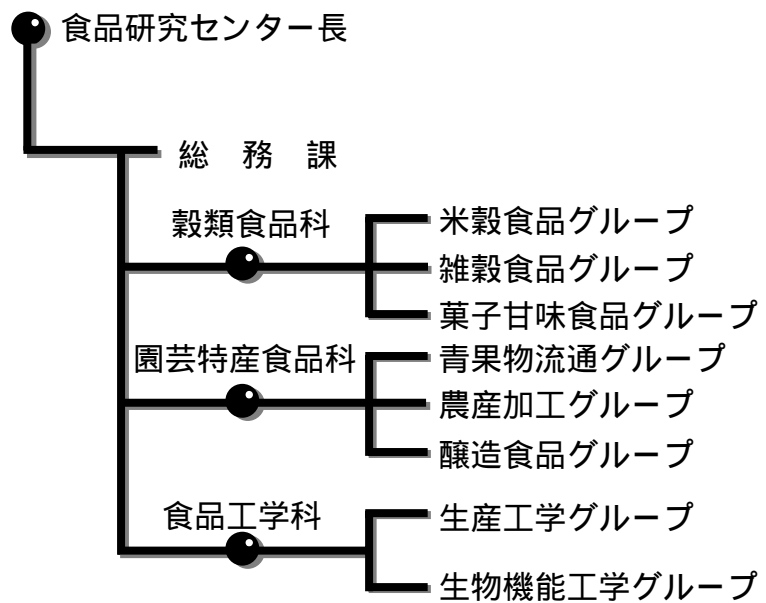 食品研究センター長
総　務　課
穀類食品科
米穀食品グループ
雑穀食品グループ
菓子甘味食品グループ
園芸特産食品科
青果物流通グループ
農産加工グループ
醸造食品グループ
食品工学科
生産工学グループ
生物機能工学グループ